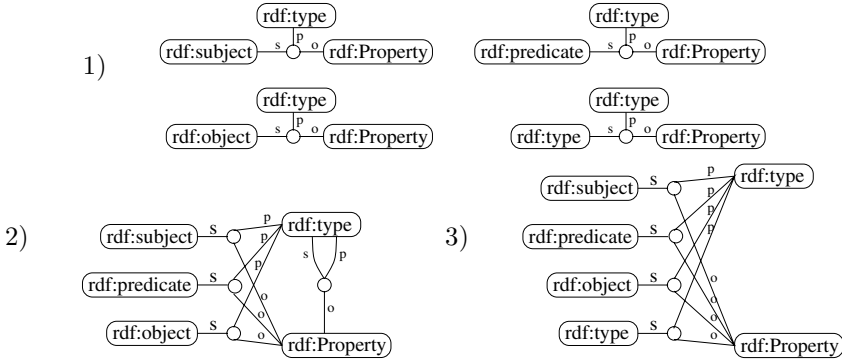 1)
rdf:type
rdf:subject s p o rdf:Property
rdf:type
rdf:predicate s p o rdf:Property
rdf:type
rdf:object s p o rdf:Property
rdf:type
rdf:type s p o rdf:Property
2)
rdf:subject s p rdf:type
rdf:predicate s p
p s p
rdf:object s o o o o
rdf:Property
3)
rdf:subject s p rdf:type
p
p
rdf:predicate s p
rdf:object s o
o
rdf:type s o
o rdf:Property